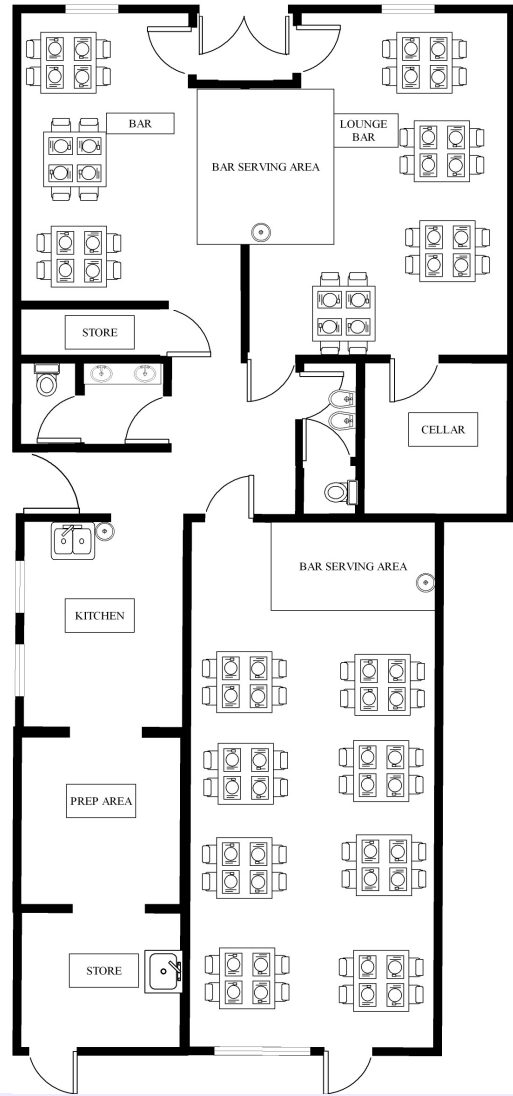 BAR
LOUNGE
BAR
BAR SERVING AREA
STORE
CELLAR
BAR SERVING AREA
KITCHEN
PREP AREA
STORE